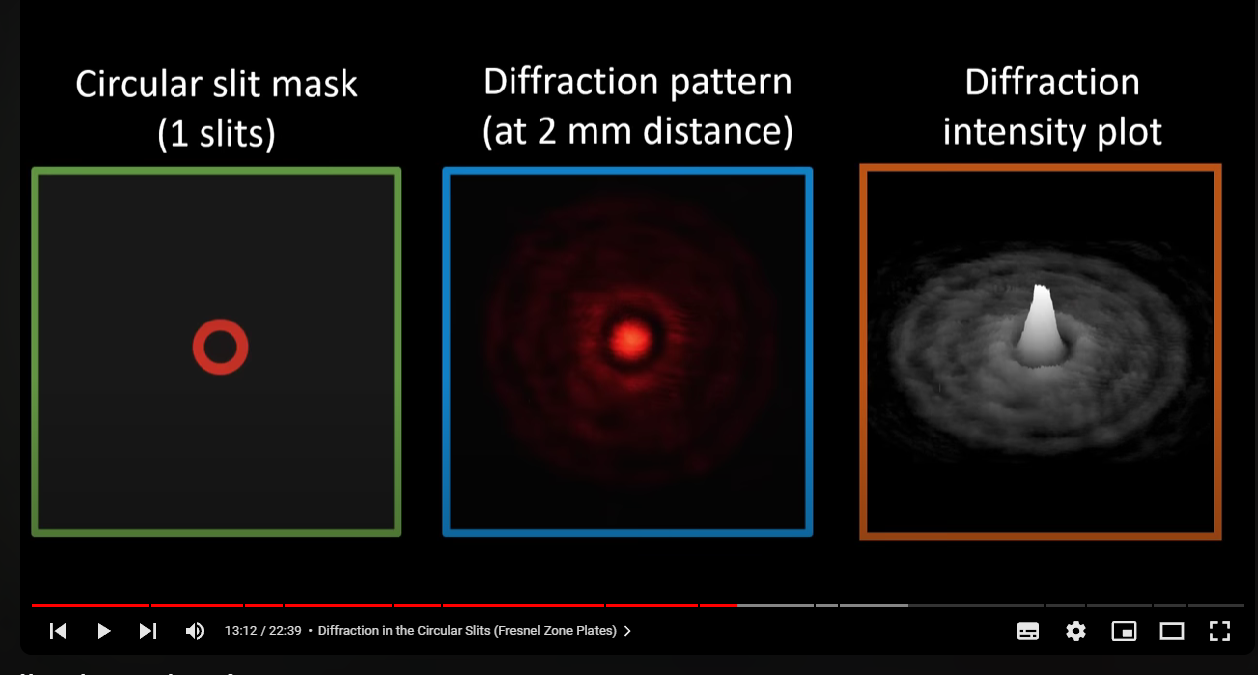 Circular slit mask
(1 slits)
Diffraction pattern
(at 2 mm distance)
Diffraction
intensity plot
13:12 / 22:39 • Diffraction in the Circular Slits (Fresnel Zone Plates)